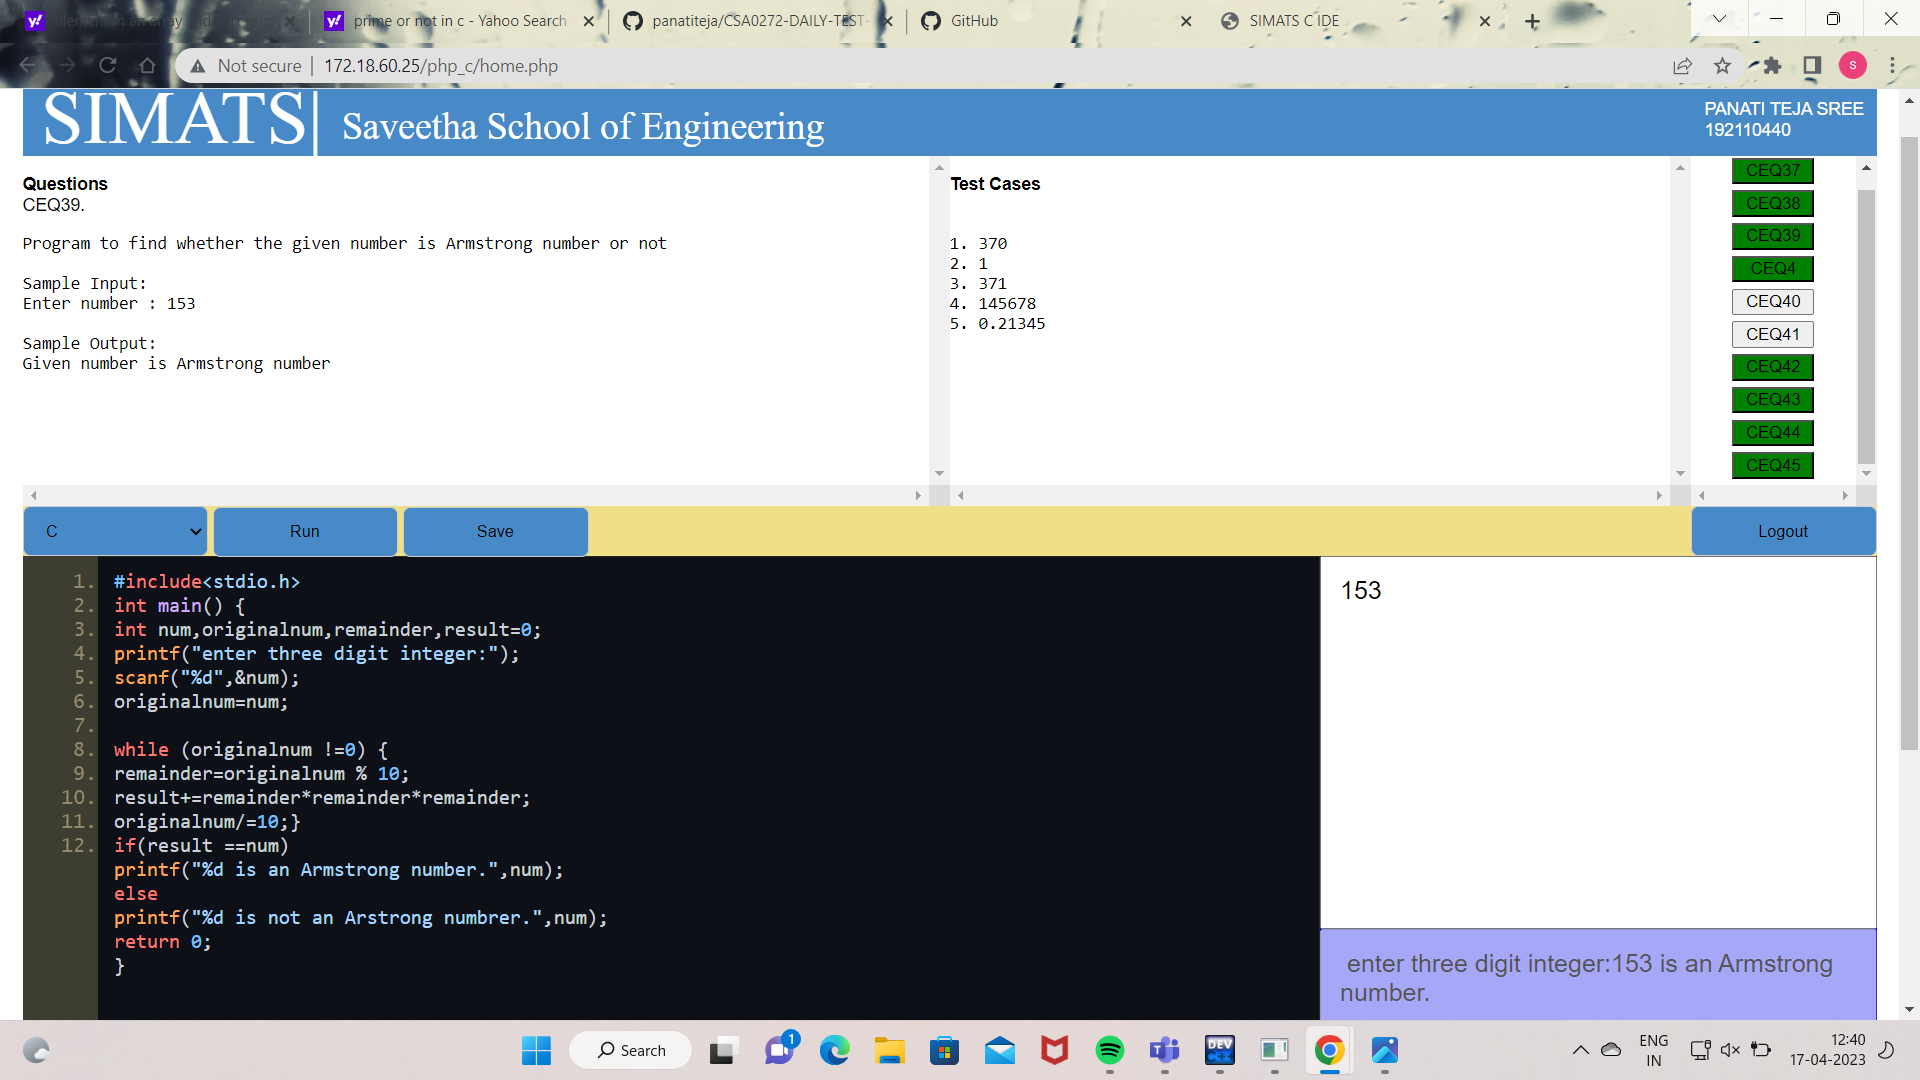 element in an array and
prime or not in c - Yahoo Search
panatiteja/CSA0272-DAILY-TEST-
GitHub
SIMATS C IDE
Not secure
172.18.60.25/php_c/home.php
S
SIMATS
Saveetha School of Engineering
PANATI TEJA SREE
192110440
Questions
CEQ39.
Program to find whether the given number is Armstrong number or not
Sample Input:
Enter number : 153
Sample Output:
Given number is Armstrong number
Test Cases
1. 370
2. 1
3. 371
4. 145678
5. 0.21345
CEQ37
CEQ38
CEQ39
CEQ4
CEQ40
CEQ41
CEQ42
CEQ43
CEQ44
CEQ45
C
Run
Save
Logout
1. #include<stdio.h>
2. int main() {
3. int num,originalnum,remainder,result=0;
4. printf("enter three digit integer:");
5. scanf("%d",&num);
6. originalnum=num;
7.
8. while (originalnum !=0) {
9. remainder=originalnum % 10;
10. result+=remainder*remainder*remainder;
11. originalnum/=10;}
12. if(result ==num)
printf("%d is an Armstrong number.",num);
else
printf("%d is not an Arstrong numbrer.",num);
return 0;
}
153
enter three digit integer:153 is an Armstrong
number.
Search
1
DEV
C++
ENG
IN
12:40
17-04-2023